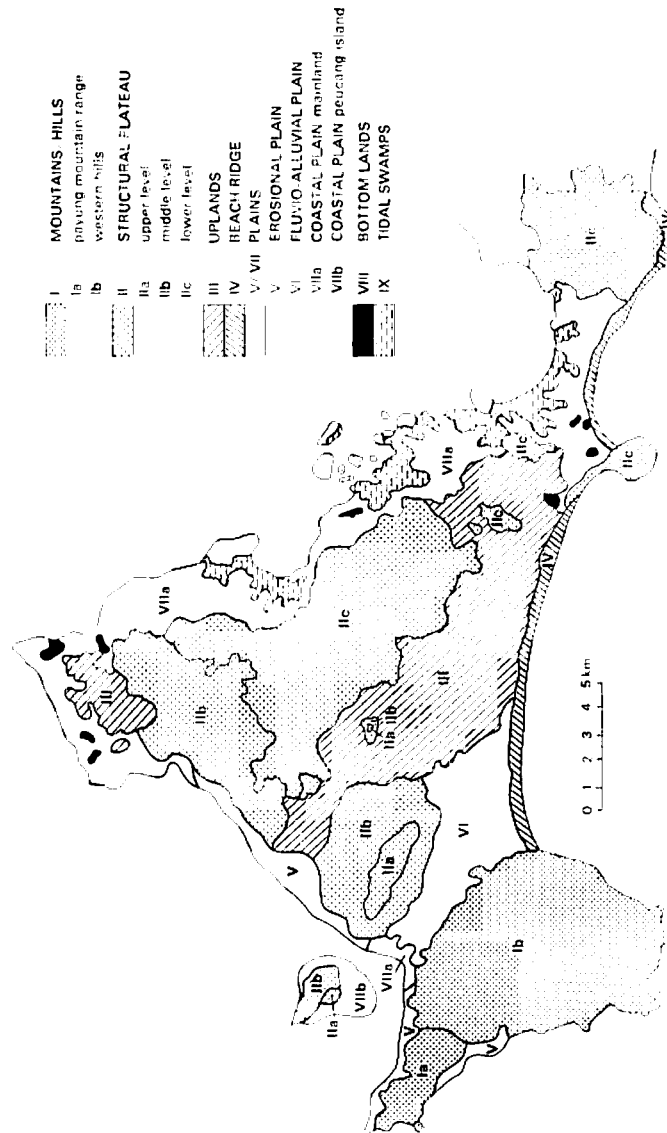 I MOUNTAINS-HILLS
Ia payung mountain range
Ib western hills
II STRUCTURAL PLATEAU
IIa upper level
IIb middle level
IIc lower level
III UPLANDS
IV BEACH RIDGE
V/VII PLAINS
V EROSIONAL PLAIN
VI FLUVIO-ALLUVIAL PLAIN
VIIa COASTAL PLAIN mainland
VIIb COASTAL PLAIN peucang island
VIII BOTTOM LANDS
IX TIDAL SWAMPS
III
VIIa
IIb
IIc
VIIa
IIc
IIc
IIc
IIc
IV
III
IIa
IIb
IIb
IIa
V
VI
IV
IIb
IIa
VIIb
VIIa
V
Ia
V
Ib
0 1 2 3 4 5 km